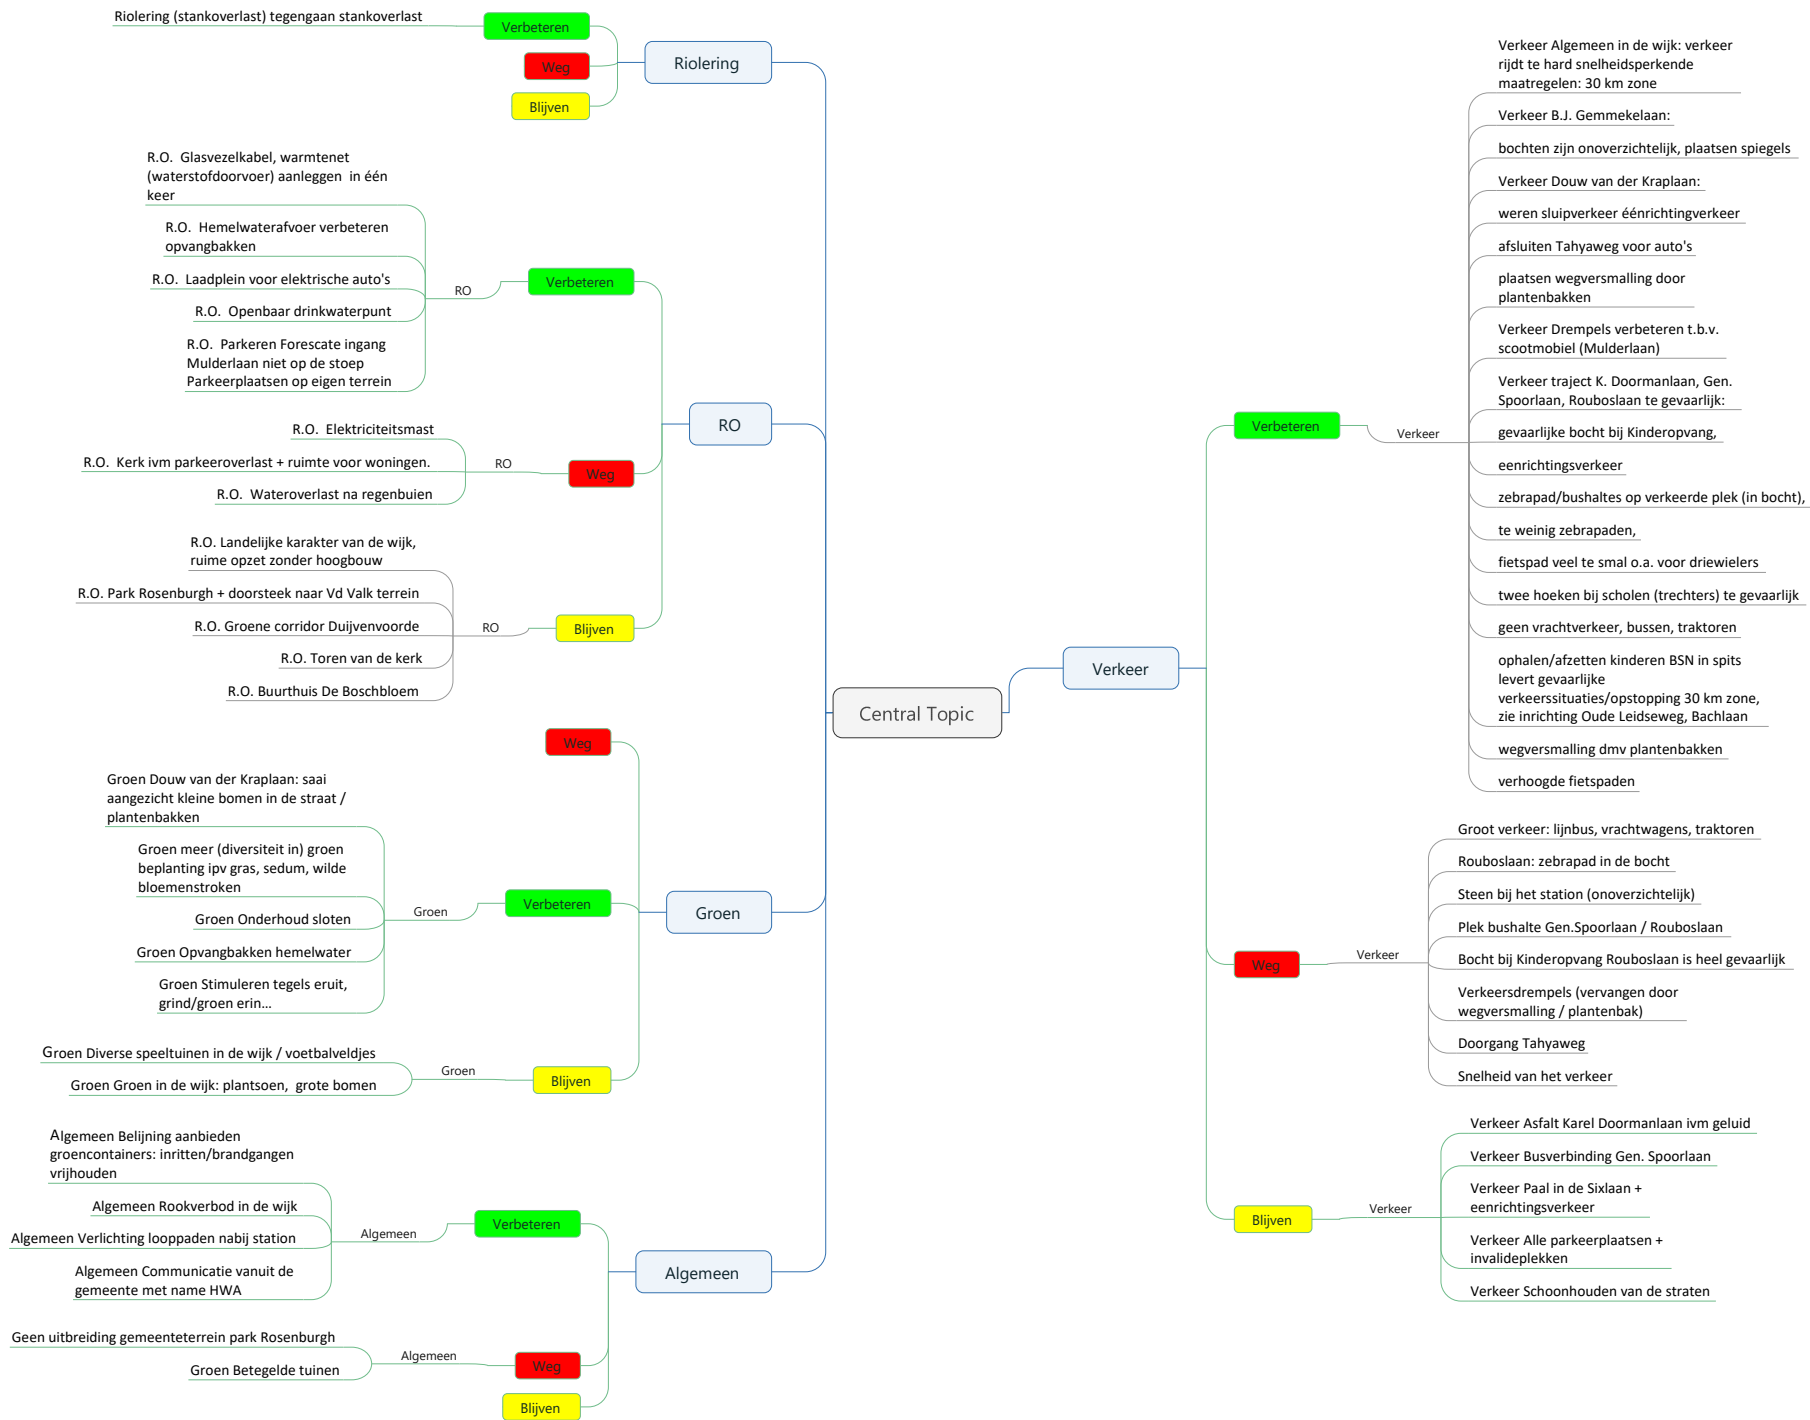 Central Topic
Riolering
Verbeteren
Riolering (stankoverlast) tegengaan stankoverlast
Weg
Blijven
RO
Verbeteren
RO
R.O.  Glasvezelkabel, warmtenet
(waterstofdoorvoer) aanleggen  in één
keer
R.O.  Hemelwaterafvoer verbeteren
opvangbakken
R.O.  Laadplein voor elektrische auto's
R.O.  Openbaar drinkwaterpunt
R.O.  Parkeren Forescate ingang
Mulderlaan niet op de stoep
Parkeerplaatsen op eigen terrein
Weg
RO
R.O.  Elektriciteitsmast
R.O.  Kerk ivm parkeeroverlast + ruimte voor woningen.
R.O.  Wateroverlast na regenbuien
Blijven
RO
R.O. Landelijke karakter van de wijk,
ruime opzet zonder hoogbouw
R.O. Park Rosenburgh + doorsteek naar Vd Valk terrein
R.O. Groene corridor Duijvenvoorde
R.O. Toren van de kerk
R.O. Buurthuis De Boschbloem
Groen
Weg
Verbeteren
Groen
Groen Douw van der Kraplaan: saai
aangezicht kleine bomen in de straat /
plantenbakken
Groen meer (diversiteit in) groen
beplanting ipv gras, sedum, wilde
bloemenstroken
Groen Onderhoud sloten
Groen Opvangbakken hemelwater
Groen Stimuleren tegels eruit,
grind/groen erin...
Blijven
Groen
Groen Diverse speeltuinen in de wijk / voetbalveldjes
Groen Groen in de wijk: plantsoen,  grote bomen
Algemeen
Verbeteren
Algemeen
Algemeen Belijning aanbieden
groencontainers: inritten/brandgangen
vrijhouden
Algemeen Rookverbod in de wijk
Algemeen Verlichting looppaden nabij station
Algemeen Communicatie vanuit de
gemeente met name HWA
Weg
Algemeen
Geen uitbreiding gemeenteterrein park Rosenburgh
Groen Betegelde tuinen
Blijven
Verkeer
Verbeteren
Verkeer
Verkeer Algemeen in de wijk: verkeer
rijdt te hard snelheidsperkende
maatregelen: 30 km zone
Verkeer B.J. Gemmekelaan:
bochten zijn onoverzichtelijk, plaatsen spiegels
Verkeer Douw van der Kraplaan:
weren sluipverkeer éénrichtingverkeer
afsluiten Tahyaweg voor auto's
plaatsen wegversmalling door
plantenbakken
Verkeer Drempels verbeteren t.b.v.
scootmobiel (Mulderlaan)
Verkeer traject K. Doormanlaan, Gen.
Spoorlaan, Rouboslaan te gevaarlijk:
gevaarlijke bocht bij Kinderopvang,
eenrichtingsverkeer
zebrapad/bushaltes op verkeerde plek (in bocht),
te weinig zebrapaden,
fietspad veel te smal o.a. voor driewielers
twee hoeken bij scholen (trechters) te gevaarlijk
geen vrachtverkeer, bussen, traktoren
ophalen/afzetten kinderen BSN in spits
levert gevaarlijke
verkeerssituaties/opstopping 30 km zone,
zie inrichting Oude Leidseweg, Bachlaan
wegversmalling dmv plantenbakken
verhoogde fietspaden
Weg
Verkeer
Groot verkeer: lijnbus, vrachtwagens, traktoren
Rouboslaan: zebrapad in de bocht
Steen bij het station (onoverzichtelijk)
Plek bushalte Gen.Spoorlaan / Rouboslaan
Bocht bij Kinderopvang Rouboslaan is heel gevaarlijk
Verkeersdrempels (vervangen door
wegversmalling / plantenbak)
Doorgang Tahyaweg
Snelheid van het verkeer
Blijven
Verkeer
Verkeer Asfalt Karel Doormanlaan ivm geluid
Verkeer Busverbinding Gen. Spoorlaan
Verkeer Paal in de Sixlaan +
eenrichtingsverkeer
Verkeer Alle parkeerplaatsen +
invalideplekken
Verkeer Schoonhouden van de straten